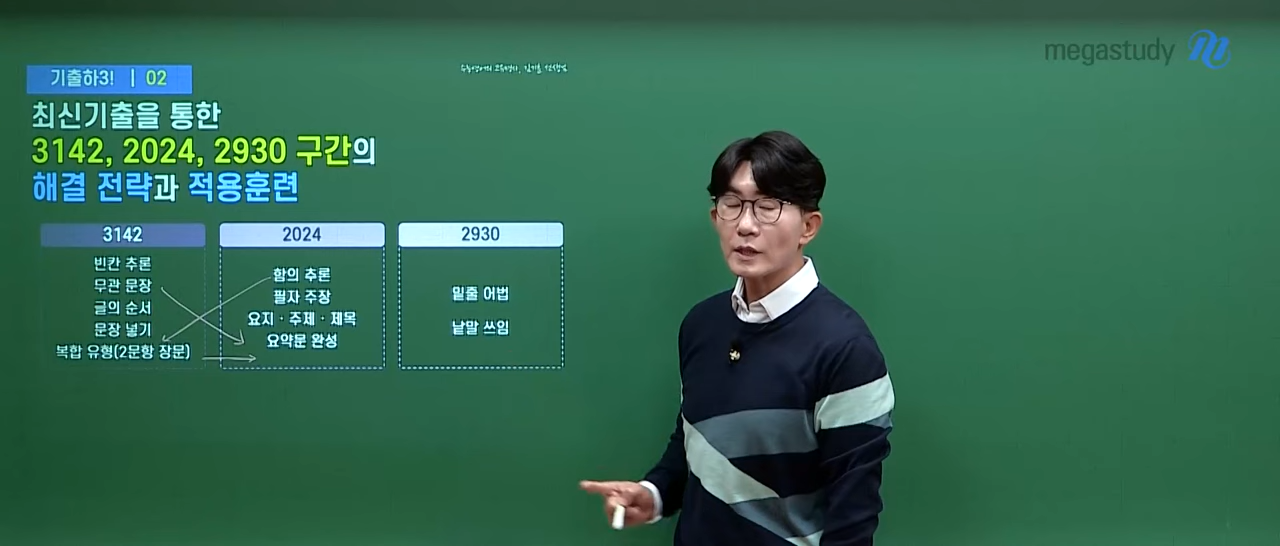 megastudy
기출하3! | 02
최신기출을 통한
3142, 2024, 2930 구간의
해결 전략과 적용훈련
3142
빈칸 추론
무관 문장
글의 순서
문장 넣기
복합 유형(2문항 장문)
2024
함의 추론
필자 주장
요지 · 주제 · 제목
요약문 완성
2930
밑줄 어법
낱말 쓰임